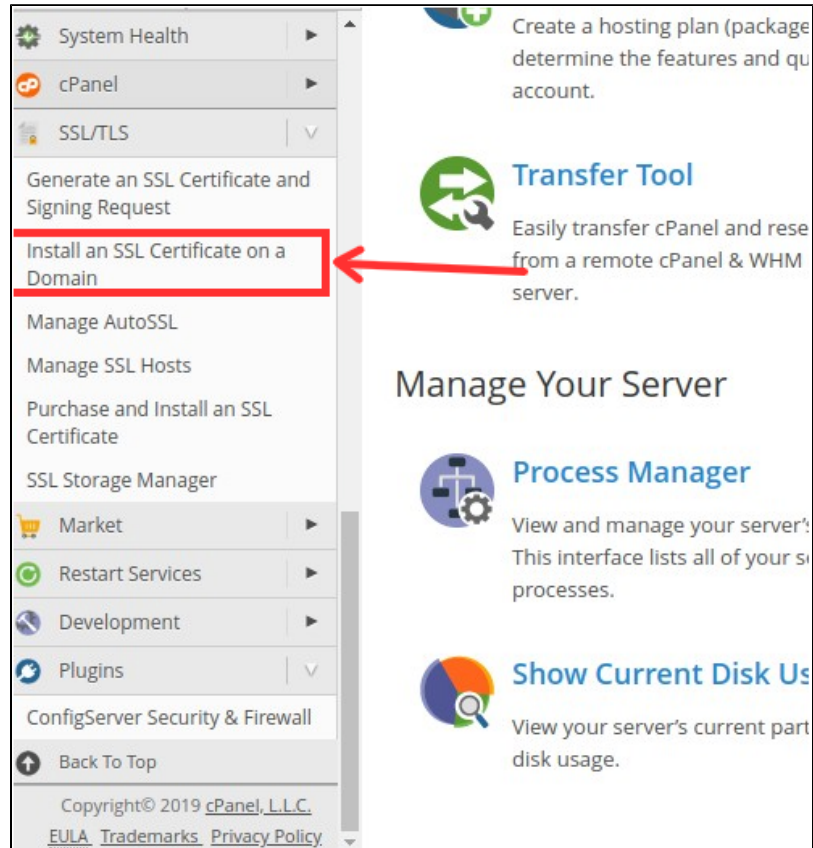 System Health
cPanel
SSL/TLS
Generate an SSL Certificate and
Signing Request
Install an SSL Certificate on a
Domain
Manage AutoSSL
Manage SSL Hosts
Purchase and Install an SSL
Certificate
SSL Storage Manager
Market
Restart Services
Development
Plugins
ConfigServer Security & Firewall
Back To Top
Copyright© 2019 cPanel, L.L.C.
EULA Trademarks Privacy Policy
Create a hosting plan (package
determine the features and
account.
Transfer Tool
Easily transfer cPanel and
from a remote cPanel & WHM
server.
Manage Your Server
Process Manager
View and manage your server's
This interface lists all of your
processes.
Show Current Disk
View your server's current
disk usage.